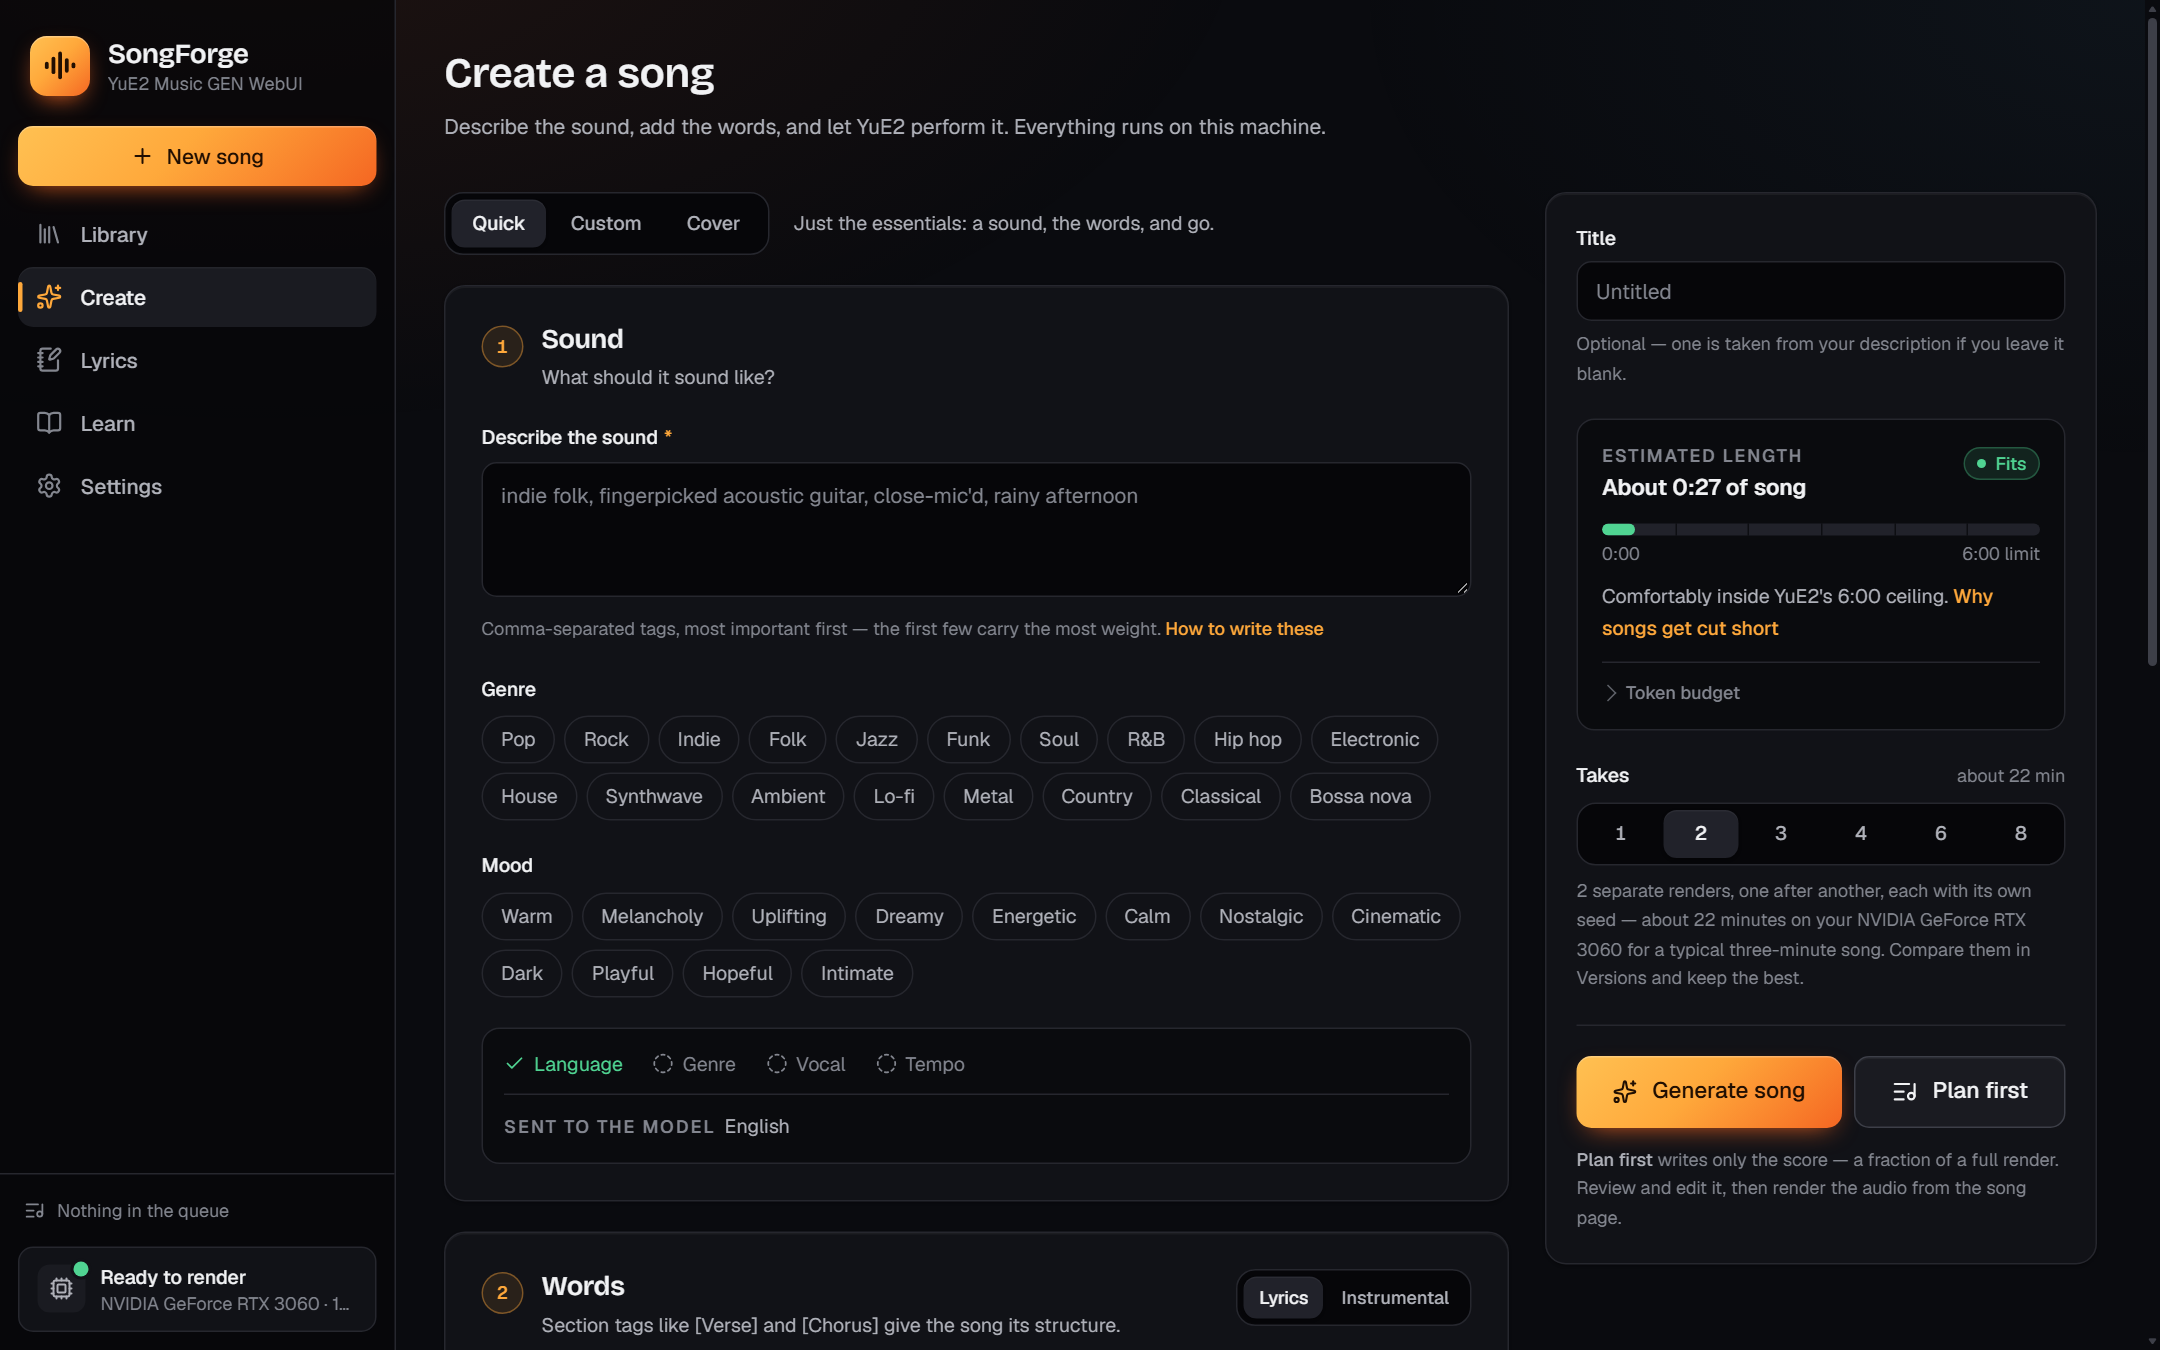 SongForge
YuE2 Music GEN WebUI
New song
Library
Create
Lyrics
Learn
Settings
Nothing in the queue
Ready to render
NVIDIA GeForce RTX 3060 · 1...
Create a song
Describe the sound, add the words, and let YuE2 perform it. Everything runs on this machine.
Quick Custom Cover Just the essentials: a sound, the words, and go.
1 Sound
What should it sound like?
Describe the sound *
indie folk, fingerpicked acoustic guitar, close-mic'd, rainy afternoon
Comma-separated tags, most important first — the first few carry the most weight. How to write these
Genre
Pop Rock Indie Folk Jazz Funk Soul R&B Hip hop Electronic
House Synthwave Ambient Lo-fi Metal Country Classical Bossa nova
Mood
Warm Melancholy Uplifting Dreamy Energetic Calm Nostalgic Cinematic
Dark Playful Hopeful Intimate
Language Genre Vocal Tempo
SENT TO THE MODEL English
2 Words
Section tags like [Verse] and [Chorus] give the song its structure.
Lyrics Instrumental
Title
Untitled
Optional — one is taken from your description if you leave it
blank.
ESTIMATED LENGTH
Fits
About 0:27 of song
0:00 6:00 limit
Comfortably inside YuE2's 6:00 ceiling. Why
songs get cut short
Token budget
Takes about 22 min
1 2 3 4 6 8
2 separate renders, one after another, each with its own
seed — about 22 minutes on your NVIDIA GeForce RTX
3060 for a typical three-minute song. Compare them in
Versions and keep the best.
Generate song Plan first
Plan first writes only the score — a fraction of a full render.
Review and edit it, then render the audio from the song
page.